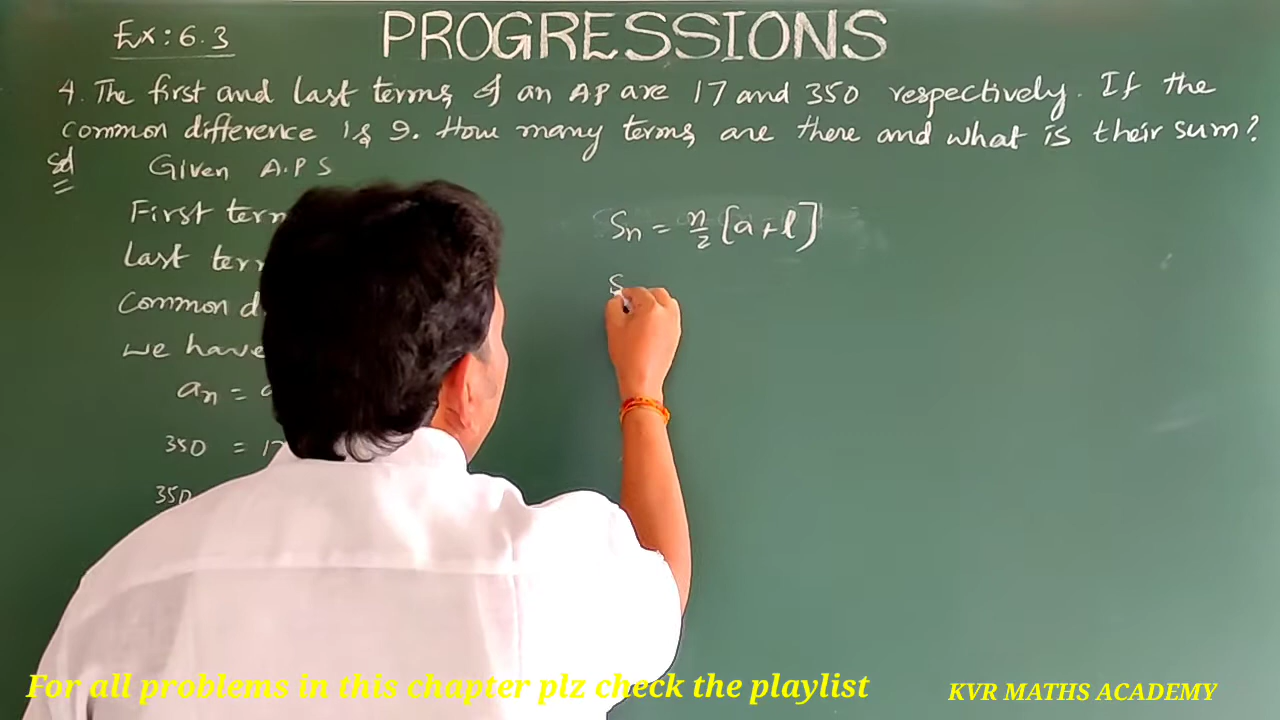 Ex: 6.3
PROGRESSIONS
4. The first and last terms of an AP are 17 and 350 respectively. If the
common difference is 9. How many terms are there and what is their sum?
Sol
Given A.P S
First term
Last ter
Common d
we have
an =
350 = 17
350
Sn = n/2 [a+l]
S
For all problems in this chapter plz check the playlist
KVR MATHS ACADEMY